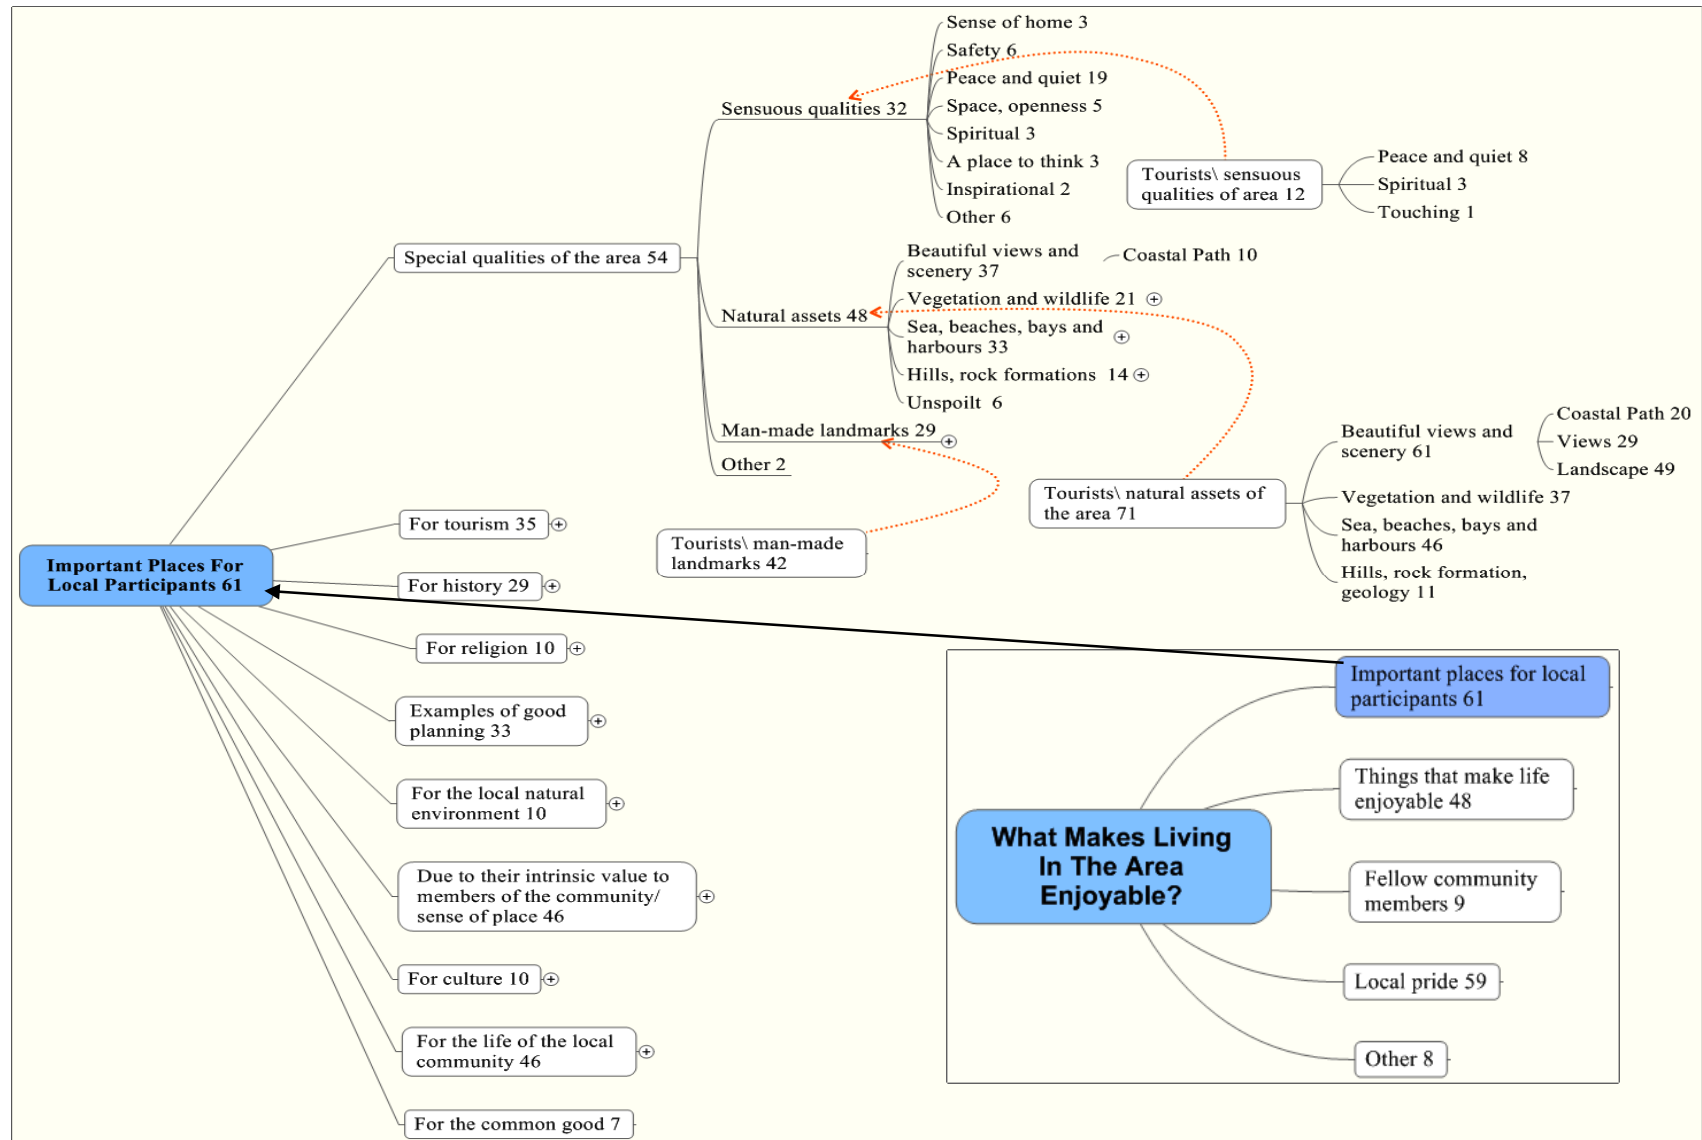 Sense of home 3
Safety 6
Peace and quiet 19
Sensuous qualities 32
Space, openness 5
Spiritual 3
A place to think 3
Inspirational 2
Other 6
Tourists\ sensuous
qualities of area 12
Peace and quiet 8
Spiritual 3
Touching 1
Special qualities of the area 54
Beautiful views and
scenery 37
Coastal Path 10
Vegetation and wildlife 21
Natural assets 48
Sea, beaches, bays and
harbours 33
Hills, rock formations 14
Unspoilt 6
Man-made landmarks 29
Other 2
Tourists\ natural assets of
the area 71
Beautiful views and
scenery 61
Coastal Path 20
Views 29
Landscape 49
Vegetation and wildlife 37
Sea, beaches, bays and
harbours 46
Hills, rock formation,
geology 11
Tourists\ man-made
landmarks 42
Important Places For
Local Participants 61
For tourism 35
For history 29
For religion 10
Examples of good
planning 33
For the local natural
environment 10
Due to their intrinsic value to
members of the community/
sense of place 46
For culture 10
For the life of the local
community 46
For the common good 7
What Makes Living
In The Area
Enjoyable?
Important places for local
participants 61
Things that make life
enjoyable 48
Fellow community
members 9
Local pride 59
Other 8